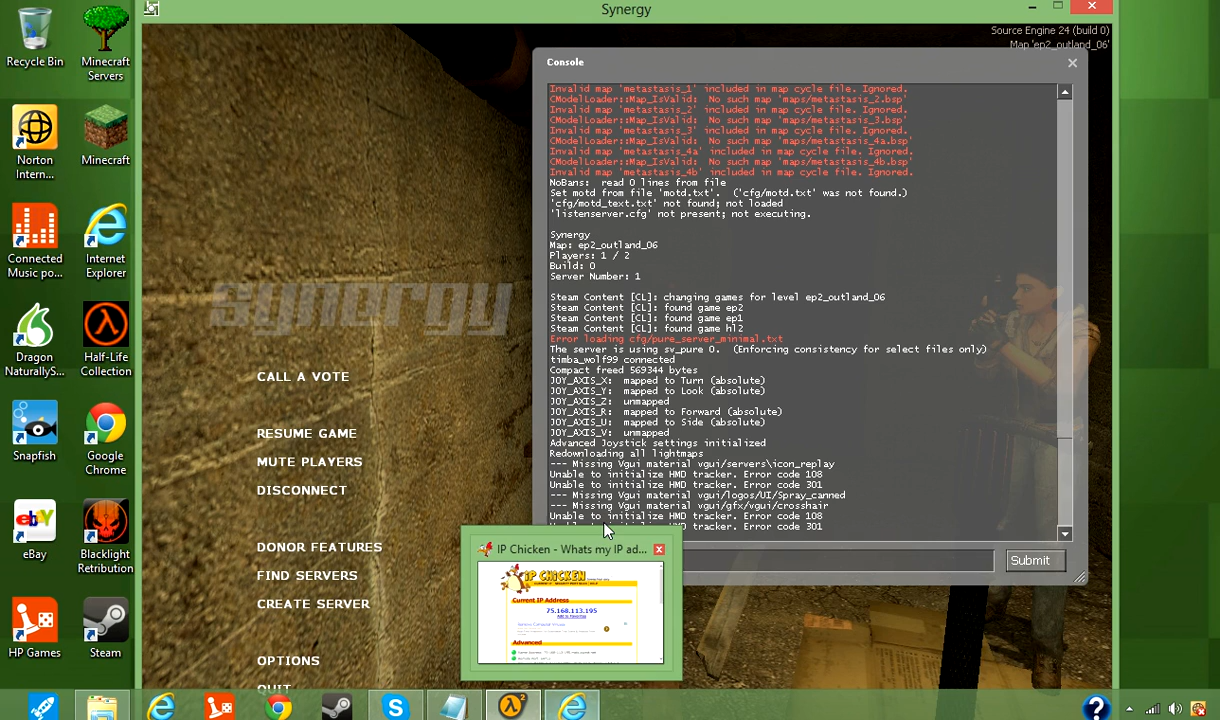 Synergy
Source Engine 24 (build 0)
Map 'ep2_outland_06'
Recycle Bin
Minecraft Servers
Norton Intern...
Minecraft
Connected Music po...
Internet Explorer
Dragon NaturallyS...
Half-Life Collection
Snapfish
Google Chrome
eBay
Blacklight Retribution
HP Games
Steam
synergy
CALL A VOTE
RESUME GAME
MUTE PLAYERS
DISCONNECT
DONOR FEATURES
FIND SERVERS
CREATE SERVER
OPTIONS
QUIT
Console
Invalid map 'metastasis_1' included in map cycle file. Ignored.
CModelLoader::Map_IsValid:  No such map 'maps/metastasis_2.bsp'
Invalid map 'metastasis_2' included in map cycle file. Ignored.
CModelLoader::Map_IsValid:  No such map 'maps/metastasis_3.bsp'
Invalid map 'metastasis_3' included in map cycle file. Ignored.
CModelLoader::Map_IsValid:  No such map 'maps/metastasis_4a.bsp'
Invalid map 'metastasis_4a' included in map cycle file. Ignored.
CModelLoader::Map_IsValid:  No such map 'maps/metastasis_4b.bsp'
Invalid map 'metastasis_4b' included in map cycle file. Ignored.
NoBans:  read 0 lines from file
Set motd from file 'motd.txt'.  ('cfg/motd.txt' was not found.)
'cfg/motd_text.txt' not found; not loaded
'listenserver.cfg' not present; not executing.
Synergy
Map: ep2_outland_06
Players: 1 / 2
Build: 0
Server Number: 1
Steam Content [CL]: changing games for level ep2_outland_06
Steam Content [CL]: found game ep2
Steam Content [CL]: found game ep1
Steam Content [CL]: found game hl2
Error loading cfg/pure_server_minimal.txt
The server is using sv_pure 0.  (Enforcing consistency for select files only)
timba_wolf99 connected
Compact freed 569344 bytes
JOY_AXIS_X:  mapped to Turn (absolute)
JOY_AXIS_Y:  mapped to Look (absolute)
JOY_AXIS_Z:  unmapped
JOY_AXIS_R:  mapped to Forward (absolute)
JOY_AXIS_U:  mapped to Side (absolute)
JOY_AXIS_V:  unmapped
Advanced Joystick settings initialized
Redownloading all lightmaps
--- Missing Vgui material vgui/servers\icon_replay
Unable to initialize HMD tracker. Error code 108
Unable to initialize HMD tracker. Error code 301
--- Missing Vgui material vgui/logos/UI/Spray_canned
--- Missing Vgui material vgui/gfx/vgui/crosshair
Unable to initialize HMD tracker. Error code 108
Unable to initialize HMD tracker. Error code 301
Submit
IP Chicken - Whats my IP ad...
IP CHICKEN
Current IP Address
75.168.113.195
Advanced